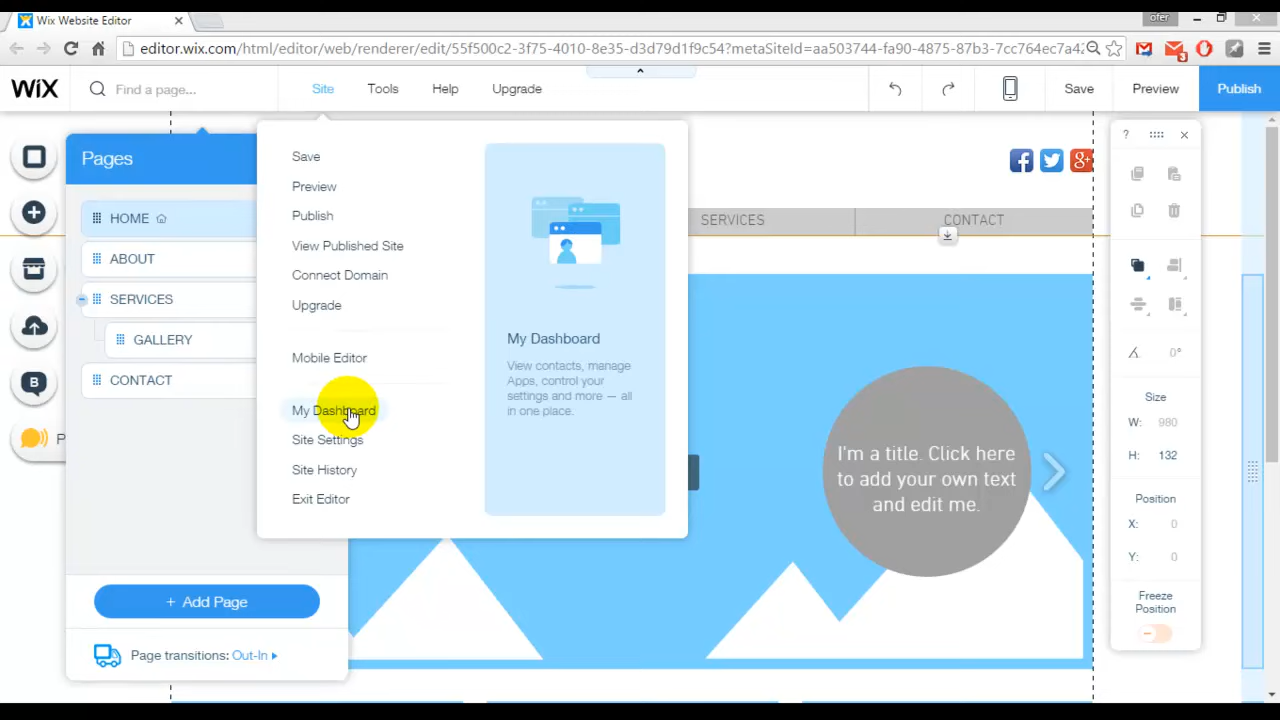 Wix Website Editor
ofer
editor.wix.com/html/editor/web/renderer/edit/55f500c2-3f75-4010-8e35-d3d79d1f9c54?metaSiteId=aa503744-fa90-4875-87b3-7cc764ec7a42
3
WiX
Find a page...
Site
Tools
Help
Upgrade
Save
Preview
Publish
Pages
HOME
ABOUT
SERVICES
GALLERY
CONTACT
+ Add Page
Page transitions: Out-In
Save
Preview
Publish
View Published Site
Connect Domain
Upgrade
Mobile Editor
My Dashboard
Site Settings
Site History
Exit Editor
My Dashboard
View contacts, manage
Apps, control your
settings and more — all
in one place.
SERVICES
CONTACT
I'm a title. Click here
to add your own text
and edit me.
?
0°
Size
W: 980
H: 132
Position
X: 0
Y: 0
Freeze
Position